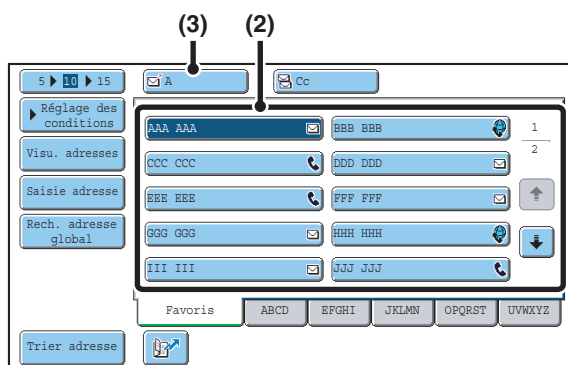 (3) (2)
5 10 15
A
Cc
Réglage des
conditions
Visu. adresses
Saisie adresse
Rech. adresse
global
Trier adresse
AAA AAA
BBB BBB
CCC CCC
DDD DDD
EEE EEE
FFF FFF
GGG GGG
HHH HHH
III III
JJJ JJJ
1
2
Favoris ABCD EFGHI JKLMN OPQRST UVWXYZ